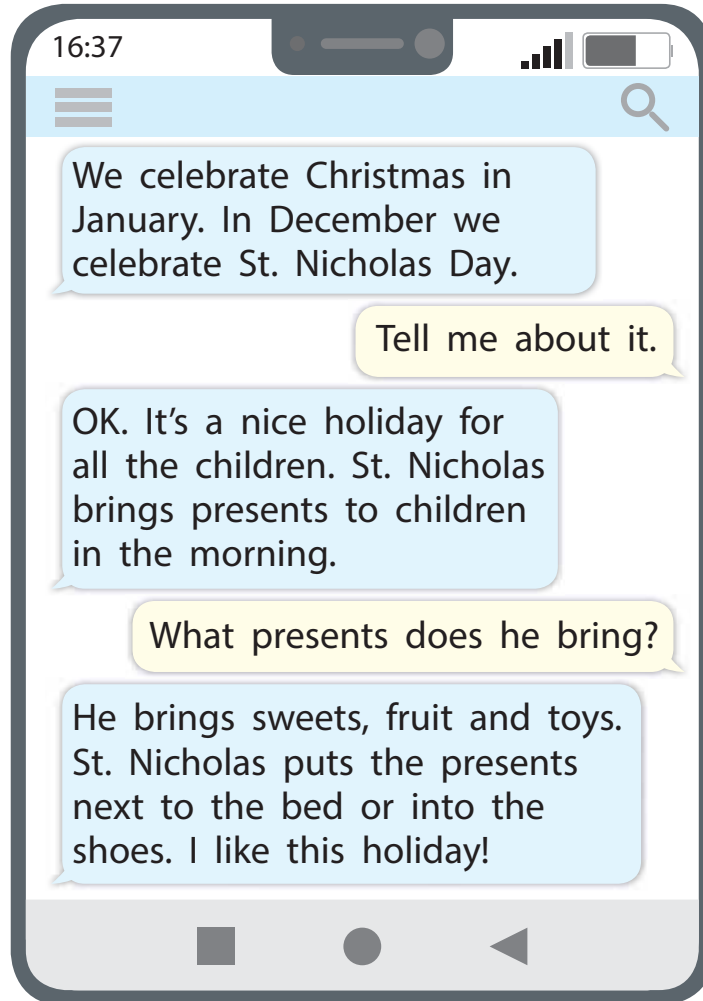 16:37
We celebrate Christmas in
January. In December we
celebrate St. Nicholas Day.
Tell me about it.
OK. It’s a nice holiday for
all the children. St. Nicholas
brings presents to children
in the morning.
What presents does he bring?
He brings sweets, fruit and toys.
St. Nicholas puts the presents
next to the bed or into the
shoes. I like this holiday!